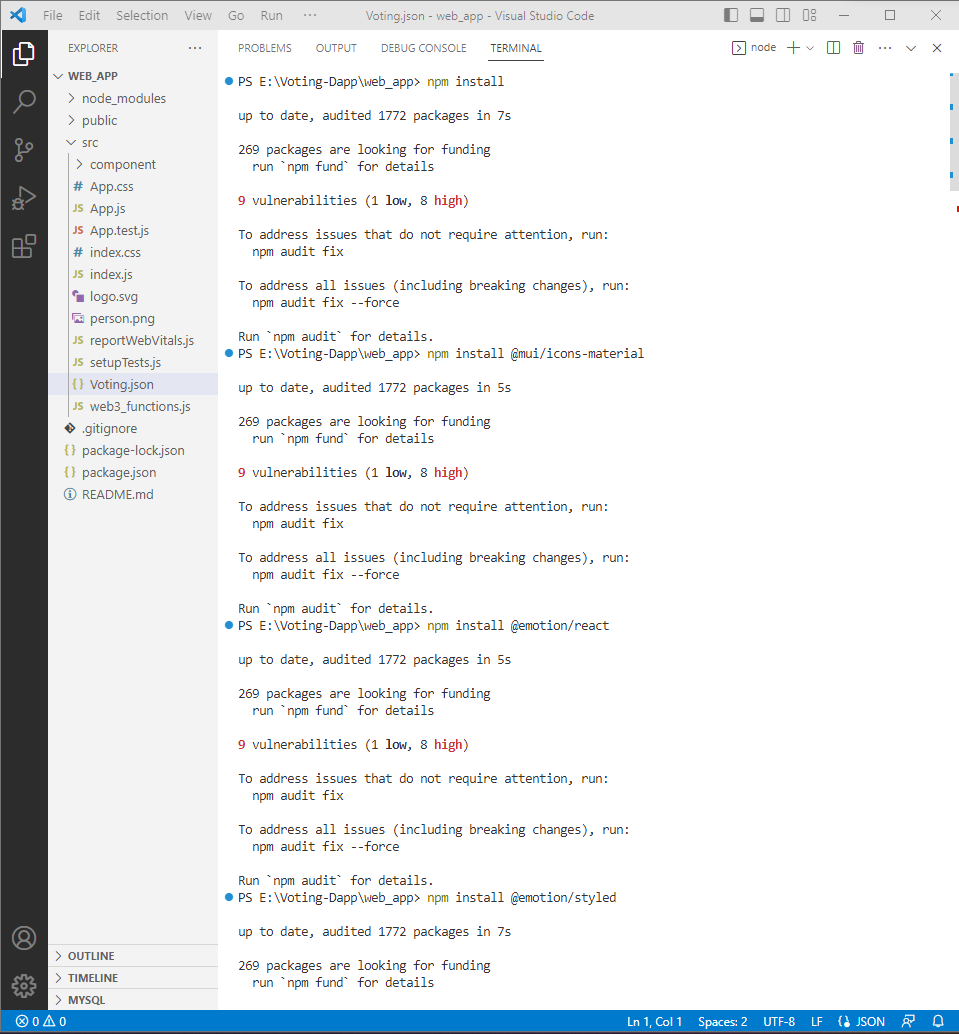 File Edit Selection View Go Run ··· Voting.json - web_app - Visual Studio Code
EXPLORER ···
WEB_APP
node_modules
public
src
component
# App.css
JS App.js
JS App.test.js
# index.css
JS index.js
logo.svg
person.png
JS reportWebVitals.js
JS setupTests.js
{} Voting.json
JS web3_functions.js
.gitignore
{} package-lock.json
{} package.json
README.md
OUTLINE
TIMELINE
MYSQL
PROBLEMS OUTPUT DEBUG CONSOLE TERMINAL node
PS E:\Voting-Dapp\web_app> npm install
up to date, audited 1772 packages in 7s
269 packages are looking for funding
run `npm fund` for details
9 vulnerabilities (1 low, 8 high)
To address issues that do not require attention, run:
npm audit fix
To address all issues (including breaking changes), run:
npm audit fix --force
Run `npm audit` for details.
PS E:\Voting-Dapp\web_app> npm install @mui/icons-material
up to date, audited 1772 packages in 5s
269 packages are looking for funding
run `npm fund` for details
9 vulnerabilities (1 low, 8 high)
To address issues that do not require attention, run:
npm audit fix
To address all issues (including breaking changes), run:
npm audit fix --force
Run `npm audit` for details.
PS E:\Voting-Dapp\web_app> npm install @emotion/react
up to date, audited 1772 packages in 5s
269 packages are looking for funding
run `npm fund` for details
9 vulnerabilities (1 low, 8 high)
To address issues that do not require attention, run:
npm audit fix
To address all issues (including breaking changes), run:
npm audit fix --force
Run `npm audit` for details.
PS E:\Voting-Dapp\web_app> npm install @emotion/styled
up to date, audited 1772 packages in 7s
269 packages are looking for funding
run `npm fund` for details
0 0 Ln 1, Col 1 Spaces: 2 UTF-8 LF JSON